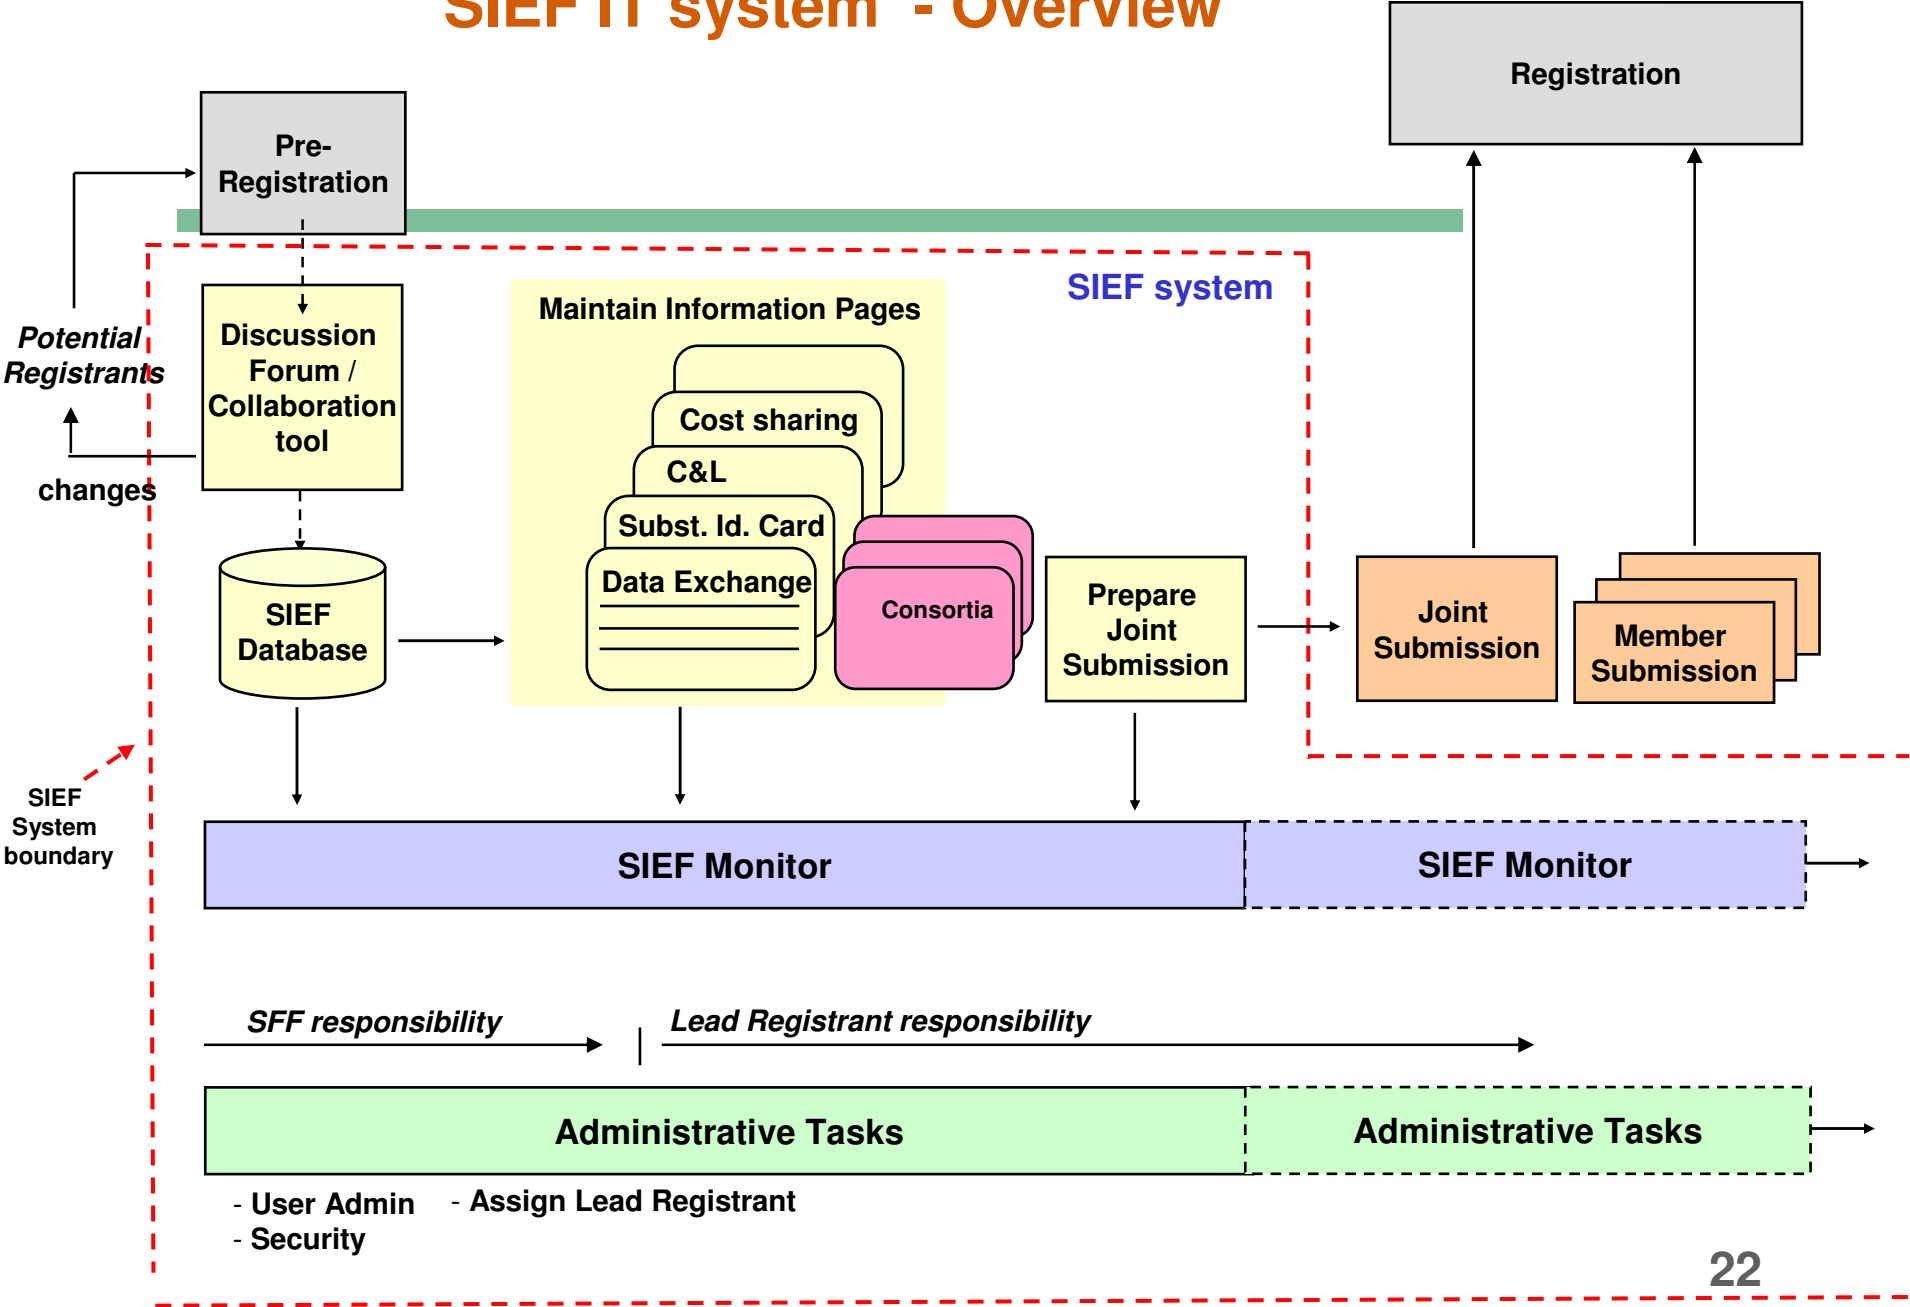 SIEF IT system - Overview
Registration
Pre-
Registration
SIEF system
Potential
Registrants
changes
Discussion
Forum /
Collaboration
tool
Maintain Information Pages
Cost sharing
C&L
Subst. Id. Card
Data Exchange
Consortia
SIEF
Database
Prepare
Joint
Submission
Joint
Submission
Member
Submission
SIEF
System
boundary
SIEF Monitor
SIEF Monitor
SFF responsibility
Lead Registrant responsibility
Administrative Tasks
Administrative Tasks
- User Admin
- Security
- Assign Lead Registrant
22